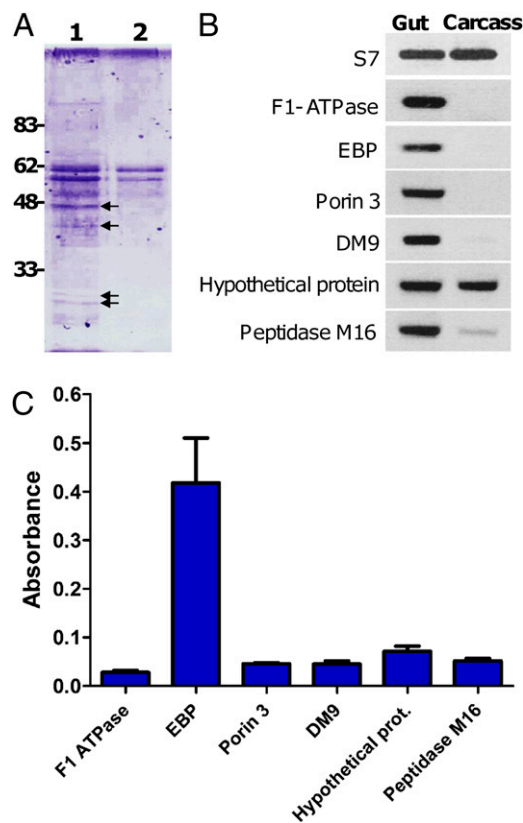 A
1 2
83
62
48
33
B
Gut Carcass
S7
F1-ATPase
EBP
Porin 3
DM9
Hypothetical protein
Peptidase M16
C
Absorbance
0.6
0.5
0.4
0.3
0.2
0.1
0.0
F1 ATPase
EBP
Porin 3
DM9
Hypothetical prot.
Peptidase M16